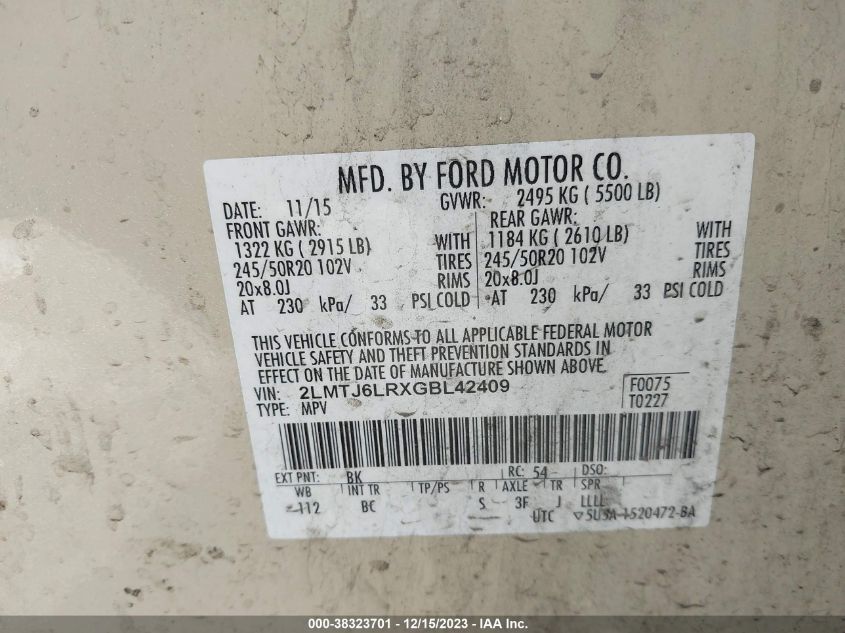 MFD. BY FORD MOTOR CO.
DATE: 11/15 GVWR: 2495 KG ( 5500 LB)
FRONT GAWR: REAR GAWR:
1322 KG ( 2915 LB) WITH 1184 KG ( 2610 LB) WITH
245/50R20 102V TIRES 245/50R20 102V TIRES
20x8.0J RIMS 20x8.0J RIMS
AT 230 kPa/ 33 PSI COLD AT 230 kPa/ 33 PSI COLD
THIS VEHICLE CONFORMS TO ALL APPLICABLE FEDERAL MOTOR
VEHICLE SAFETY AND THEFT PREVENTION STANDARDS IN
EFFECT ON THE DATE OF MANUFACTURE SHOWN ABOVE.
VIN: 2LMTJ6LRXGBL42409 F0075
TYPE: MPV T0227
EXT PNT: BK RC: 54 DSO:
WB INT TR TP/PS R AXLE TR SPR
112 BC S 3F J LLLL
UTC ▽5U5A-1520472-BA
000-38323701 - 12/15/2023 - IAA Inc.